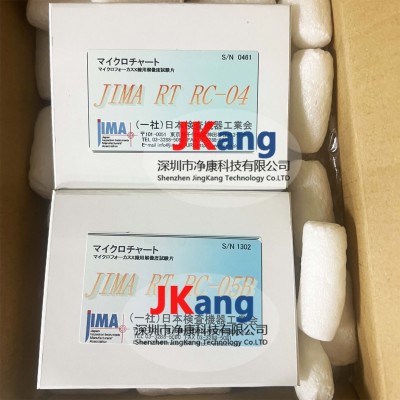 S/N 0461
マイクロチャート
マイクロフォーカスX線用解像度試験片
JIMA RT RC-04
JIMA
(一社)日本検査機器工業会
〒101-0051
JKang
深圳市净康科技有限公司
Shenzhen JingKang Technology Co.LTD
S/N 1302
マイクロチャート
マイクロフォーカスX線用解像度試験片
JIMA RT RC-05B
JIMA
(一社)日本検査機器工業会
JKang
深圳市净康科技有限公司
Shenzhen JingKang Technology Co.LTD